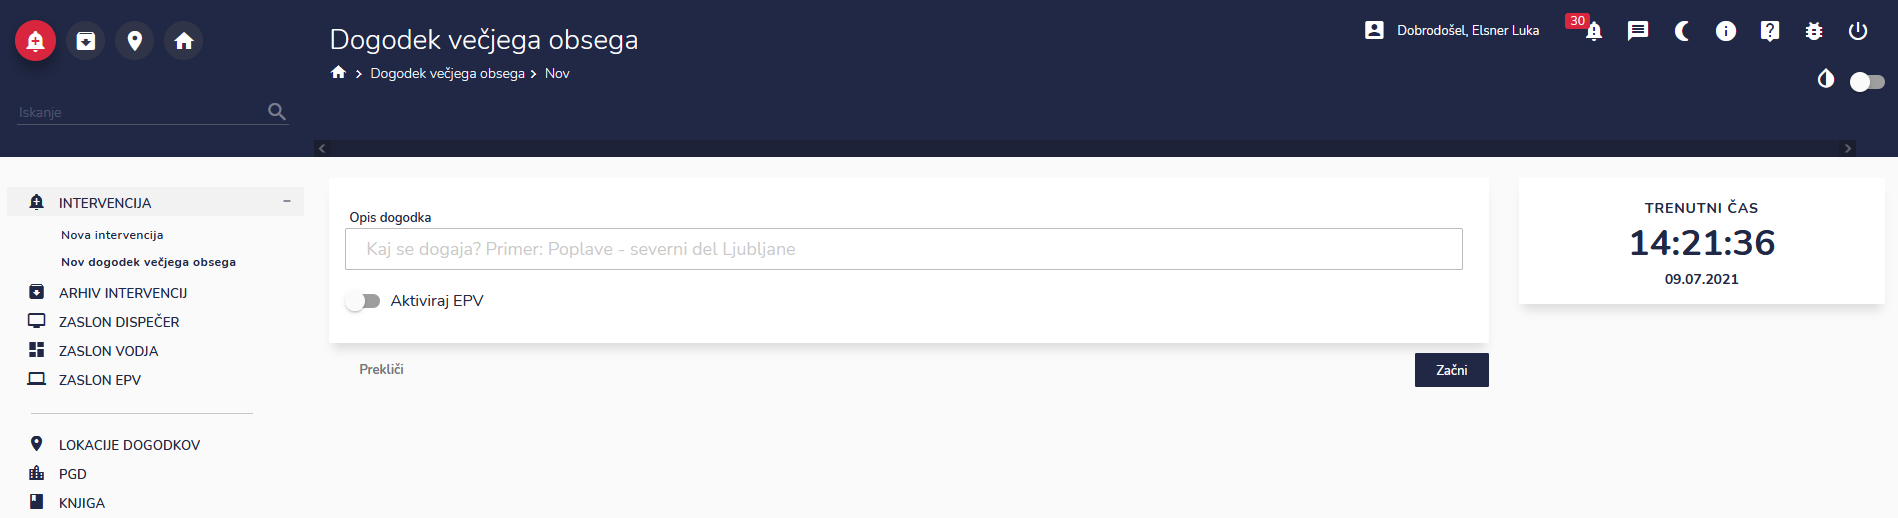 Dogodek večjega obsega
Dogodek večjega obsega
Nov
Dobrodošel, Elsner Luka
30
Iskanje
INTERVENCIJA
Nova intervencija
Nov dogodek večjega obsega
ARHIV INTERVENCIJ
ZASLON DISPEČER
ZASLON VODJA
ZASLON EPV
LOKACIJE DOGODKOV
PGD
KNJIGA
Opis dogodka
Kaj se dogaja? Primer: Poplave - severni del Ljubljane
Aktiviraj EPV
Prekliči
Začni
TRENUTNI ČAS
14:21:36
09.07.2021